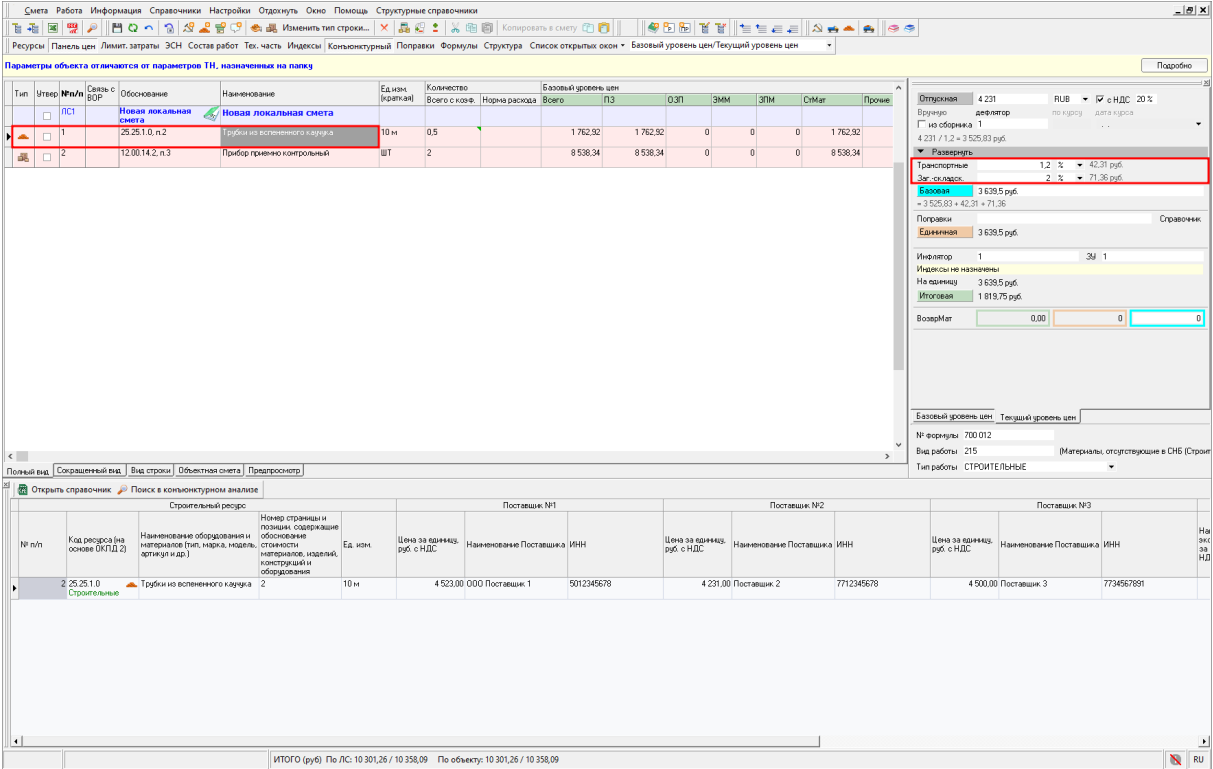 Смета Работа Информация Справочники Настройки Отдохнуть Окно Помощь Структурные справочники
Изменить тип строки... Копировать в смету
Ресурсы Панель цен Лимит. затраты ЭСН Состав работ Тех. часть Индексы Конъюнктурный Поправки Формулы Структура Список открытых окон Базовый уровень цен/Текущий уровень цен
Параметры объекта отличаются от параметров ТН, назначенных на папку Подробно
Тип Утвер №п/п Связь с ВОР Обоснование Наименование Ед.изм. (краткая) Количество Базовый уровень цен
Всего с коэф. Норма расхода Всего ПЗ ОЗП ЭММ ЗПМ СтМат Прочие
ЛС1 Новая локальная смета Новая локальная смета
1 25.25.1.0, п.2 Трубки из вспененного каучука 10 м 0,5 1 762,92 1 762,92 0 0 0 1 762,92
2 12.00.14.2, п.3 Прибор приемно контрольный ШТ 2 8 538,34 8 538,34 0 0 0 8 538,34
Отпускная 4 231 RUB с НДС 20 %
Вручную дефлятор по курсу дата курса
из сборника 1 . .
4 231 / 1,2 = 3 525,83 руб.
Развернуть
Транспортные 1,2 % 42,31 руб.
Заг.-складск. 2 % 71,36 руб.
Базовая 3 639,5 руб.
= 3 525,83 + 42,31 + 71,36
Поправки Справочник
Единичная 3 639,5 руб.
Инфлятор 1 ЗУ 1
Индексы не назначены
На единицу 3 639,5 руб.
Итоговая 1 819,75 руб.
ВозврМат 0,00 0 0
Базовый уровень цен Текущий уровень цен
№ формулы 700 012
Вид работы 215 (Материалы, отсутствующие в СНБ (Строит
Тип работы СТРОИТЕЛЬНЫЕ
Полный вид Сокращенный вид Вид строки Объектная смета Предпросмотр
Открыть справочник Поиск в конъюнктурном анализе
Строительный ресурс Поставщик №1 Поставщик №2 Поставщик №3
№ п/п
Код ресурса (на основе ОКПД 2)
Наименование оборудования и материалов (тип, марка, модель, артикул и др.)
Номер страницы и позиции, содержащие обоснование стоимости материалов, изделий, конструкций и оборудования
Ед. изм.
Цена за единицу, руб. с НДС Наименование Поставщика ИНН
Цена за единицу, руб. с НДС Наименование Поставщика ИНН
Цена за единицу, руб. с НДС Наименование Поставщика ИНН
2 25.25.1.0 Трубки из вспененного каучука 2 10 м 4 523,00 ООО Поставщик 1 5012345678 4 231,00 Поставщик 2 7712345678 4 500,00 Поставщик 3 7734567891
Строительные
ИТОГО (руб) По ЛС: 10 301,26 / 10 358,09 По объекту: 10 301,26 / 10 358,09
RU